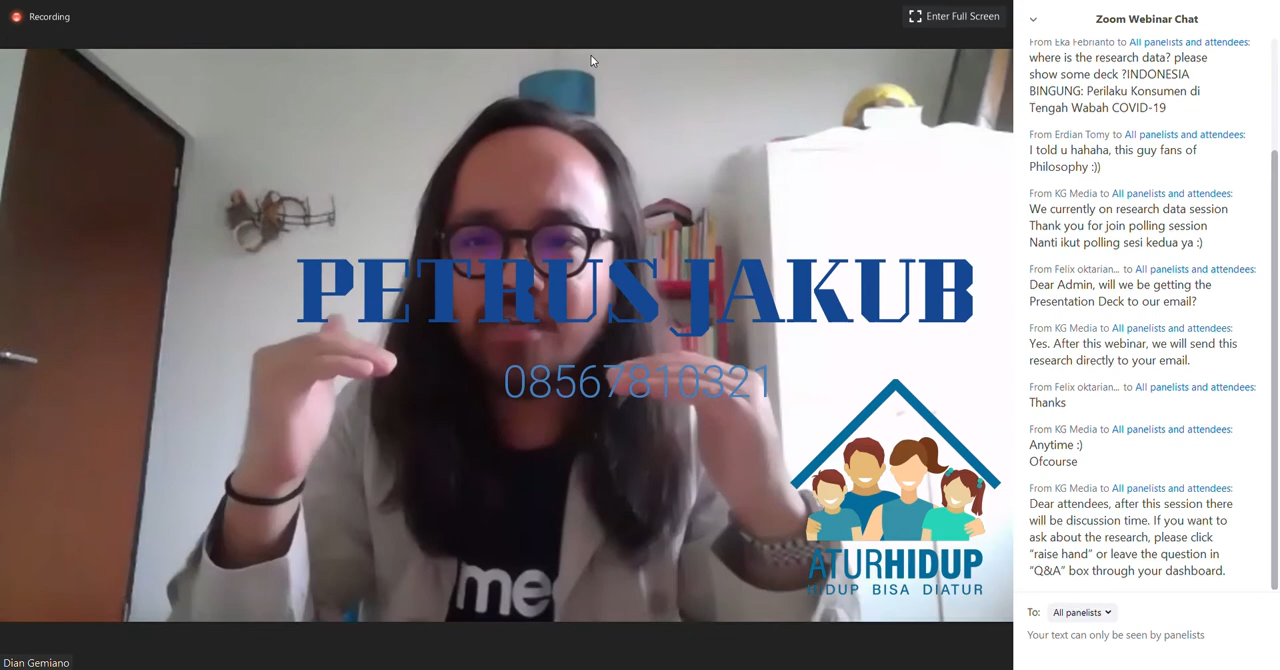 Recording
Enter Full Screen
PETRUS JAKUB
08567810321
me
ATURHIDUP
HIDUP BISA DIATUR
Dian Gemiano
Zoom Webinar Chat
From Eka Febrianto to All panelists and attendees:
where is the research data? please
show some deck ?INDONESIA
BINGUNG: Perilaku Konsumen di
Tengah Wabah COVID-19
From Erdian Tomy to All panelists and attendees:
I told u hahaha, this guy fans of
Philosophy :))
From KG Media to All panelists and attendees:
We currently on research data session
Thank you for join polling session
Nanti ikut polling sesi kedua ya :)
From Felix oktarian... to All panelists and attendees:
Dear Admin, will we be getting the
Presentation Deck to our email?
From KG Media to All panelists and attendees:
Yes. After this webinar, we will send this
research directly to your email.
From Felix oktarian... to All panelists and attendees:
Thanks
From KG Media to All panelists and attendees:
Anytime :)
Ofcourse
From KG Media to All panelists and attendees:
Dear attendees, after this session there
will be discussion time. If you want to
ask about the research, please click
“raise hand” or leave the question in
“Q&A” box through your dashboard.
To: All panelists
Your text can only be seen by panelists